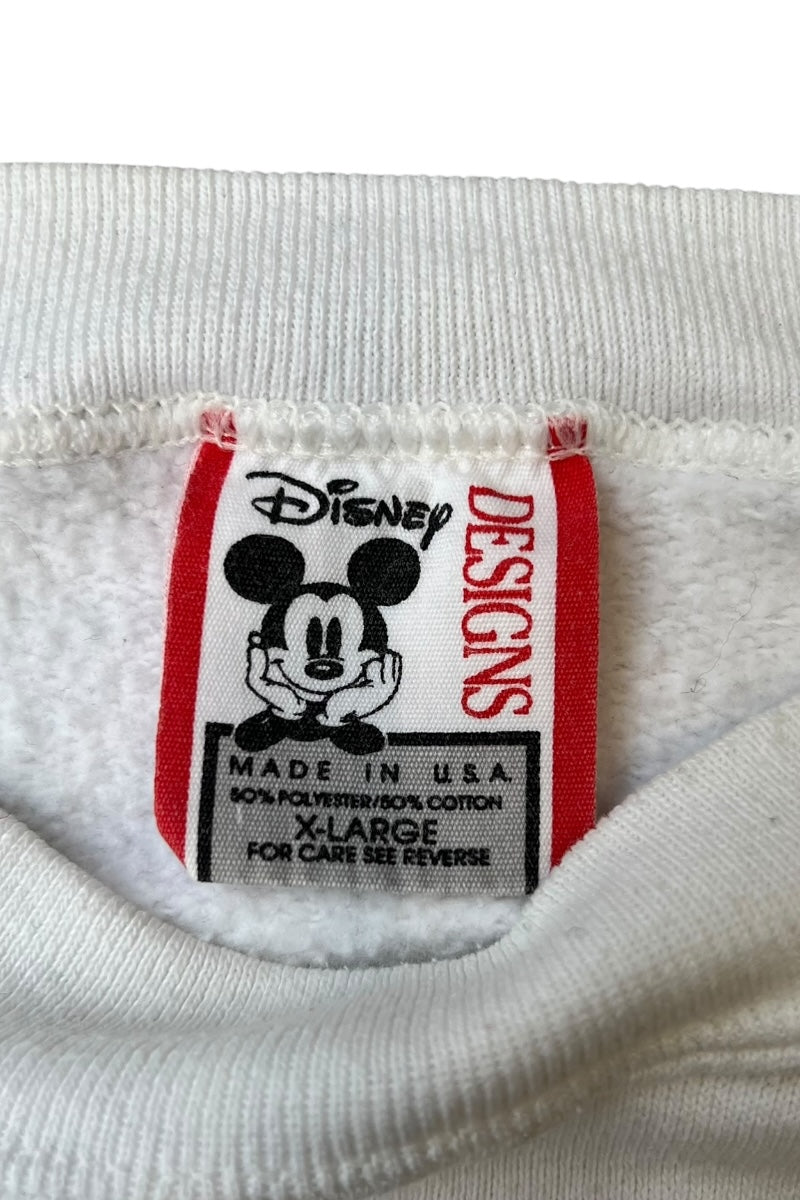 Disney
DESIGNS
MADE IN U.S.A.
50% POLYESTER/50% COTTON
X-LARGE
FOR CARE SEE REVERSE